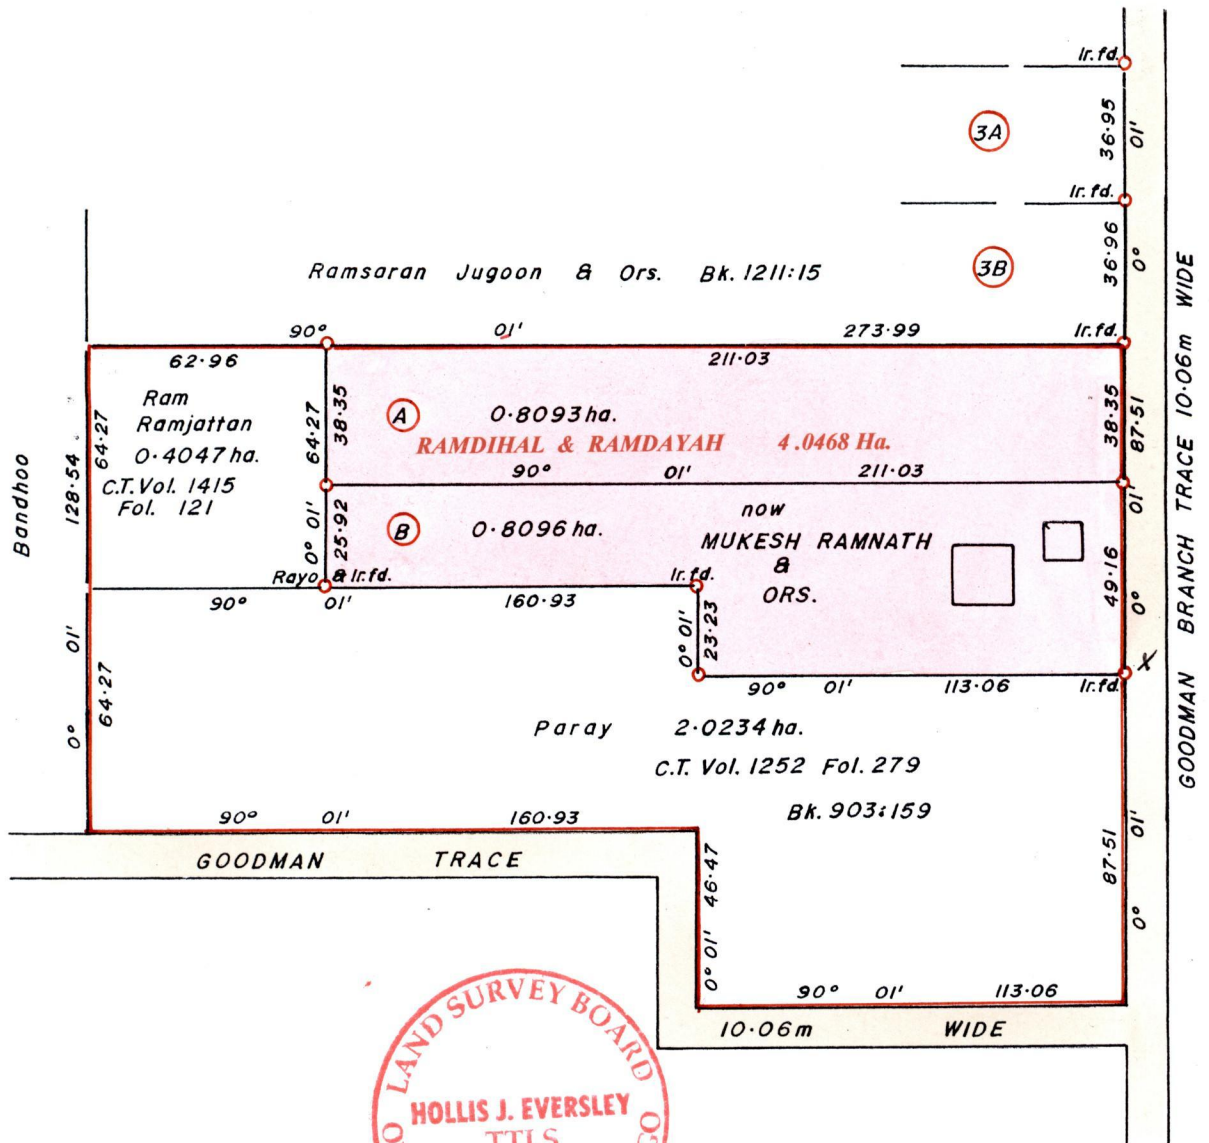 Ir. fd.
3A
36·95
01'
Ir. fd.
3B
36·96
0°
Ramsaran Jugoon & Ors. Bk. 1211:15
90° 01' 273·99 Ir. fd.
62·96 211·03
Ram
Ramjattan
0·4047 ha.
C.T. Vol. 1415
Fol. 121
64·27
64·27
38·35
A 0·8093 ha.
RAMDIHAL & RAMDAYAH 4.0468 Ha.
90° 01' 211·03
38·35
87·51
Bandhoo
128·54
0° 01'
25·92
B 0·8096 ha.
now
MUKESH RAMNATH
&
ORS.
01'
49·16
0°
Rayo & Ir. fd.
Ir. fd.
90° 01' 160·93
0° 01'
23·23
X
90° 01' 113·06 Ir. fd.
0° 01'
64·27
Paray 2·0234 ha.
C.T. Vol. 1252 Fol. 279
Bk. 903:159
90° 01' 160·93
GOODMAN TRACE
0° 01'
46·47
0° 01'
87·51
90° 01' 113·06
10·06m WIDE
GOODMAN BRANCH TRACE 10·06m WIDE
LAND SURVEY BOARD
HOLLIS J. EVERSLEY
TTLS